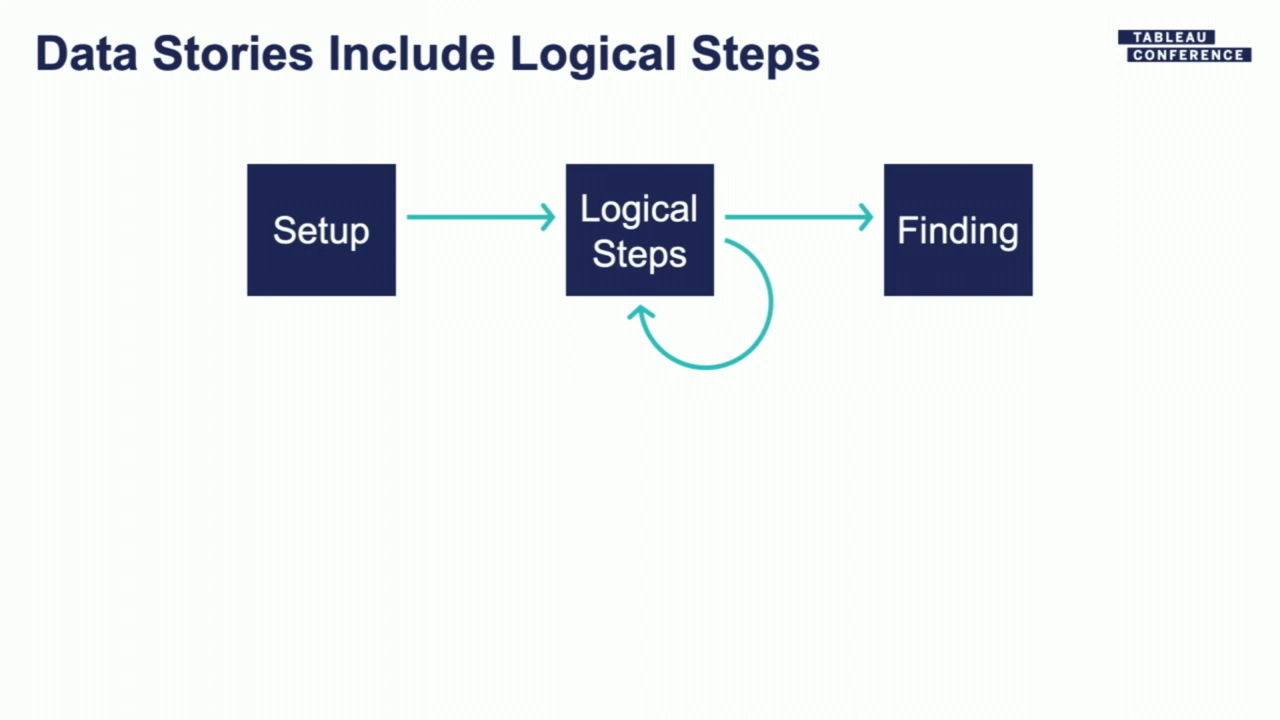 Data Stories Include Logical Steps
TABLEAU
CONFERENCE
Setup
Logical
Steps
Finding